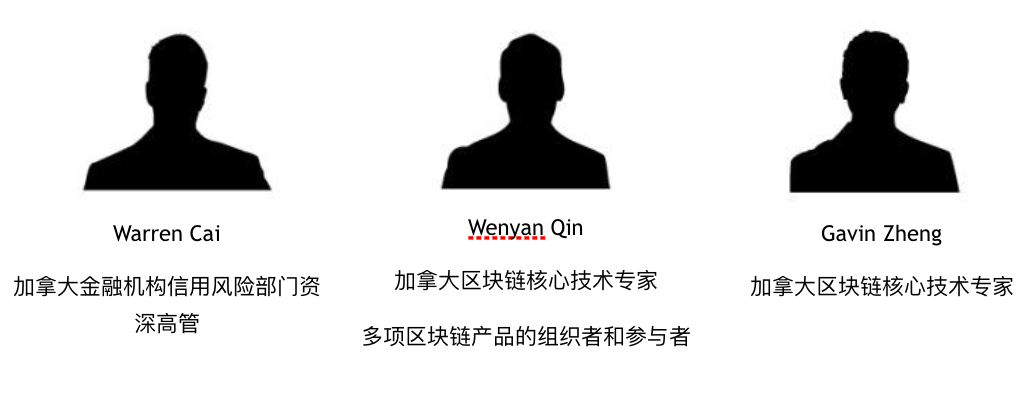 Warren Cai
加拿大金融机构信用风险部门资
深高管
Wenyan Qin
加拿大区块链核心技术专家
多项区块链产品的组织者和参与者
Gavin Zheng
加拿大区块链核心技术专家